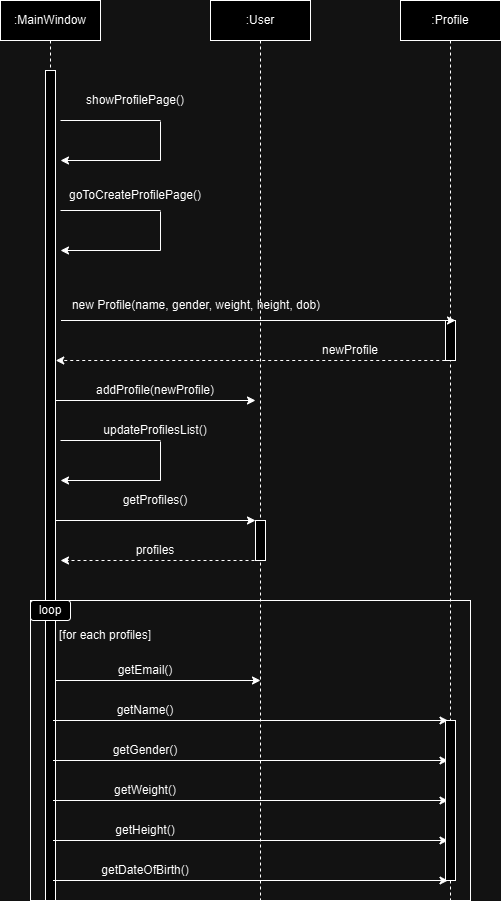 :MainWindow :User :Profile
showProfilePage()
goToCreateProfilePage()
new Profile(name, gender, weight, height, dob)
newProfile
addProfile(newProfile)
updateProfilesList()
getProfiles()
profiles
loop
[for each profiles]
getEmail()
getName()
getGender()
getWeight()
getHeight()
getDateOfBirth()